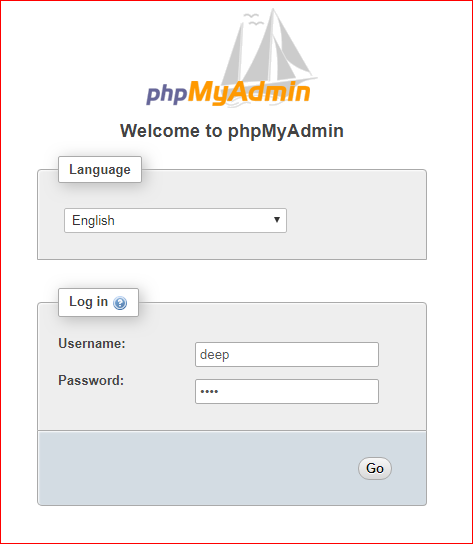 phpMyAdmin
Welcome to phpMyAdmin
Language
English
Log in
Username:
deep
Password:
••••
Go